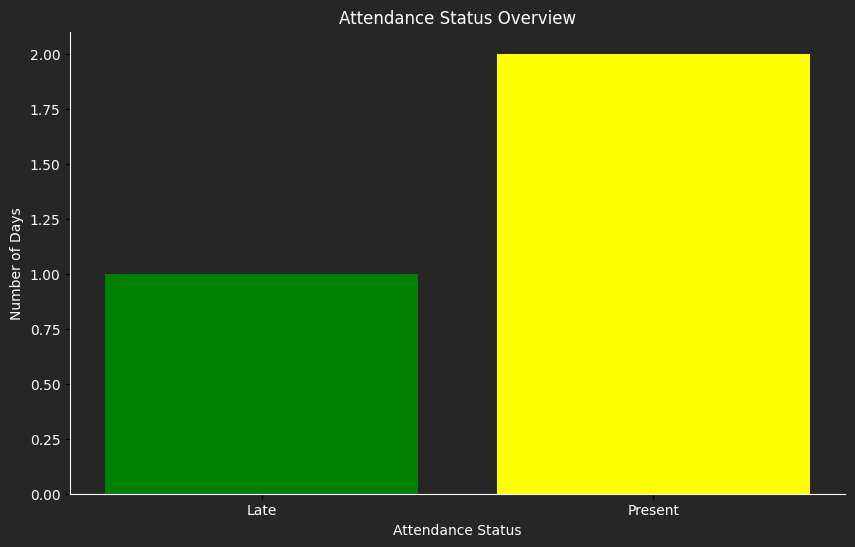 Attendance Status Overview
2.00
1.75
1.50
1.25
1.00
0.75
0.50
0.25
0.00
Number of Days
Late Present
Attendance Status